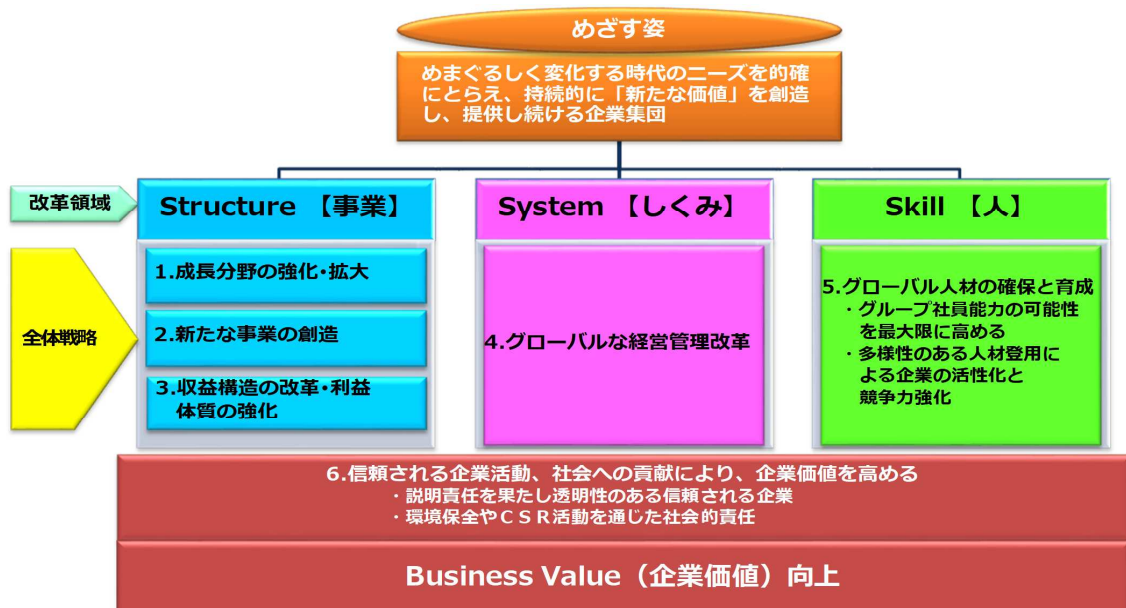 めざす姿
めまぐるしく変化する時代のニーズを的確
にとらえ、持続的に「新たな価値」を創造
し、提供し続ける企業集団
改革領域
Structure 【事業】
System 【しくみ】
Skill 【人】
全体戦略
1.成長分野の強化・拡大
2.新たな事業の創造
3.収益構造の改革・利益
体質の強化
4.グローバルな経営管理改革
5.グローバル人材の確保と育成
・グループ社員能力の可能性
を最大限に高める
・多様性のある人材登用に
よる企業の活性化と
競争力強化
6.信頼される企業活動、社会への貢献により、企業価値を高める
・説明責任を果たし透明性のある信頼される企業
・環境保全やＣＳＲ活動を通じた社会的責任
Business Value（企業価値）向上